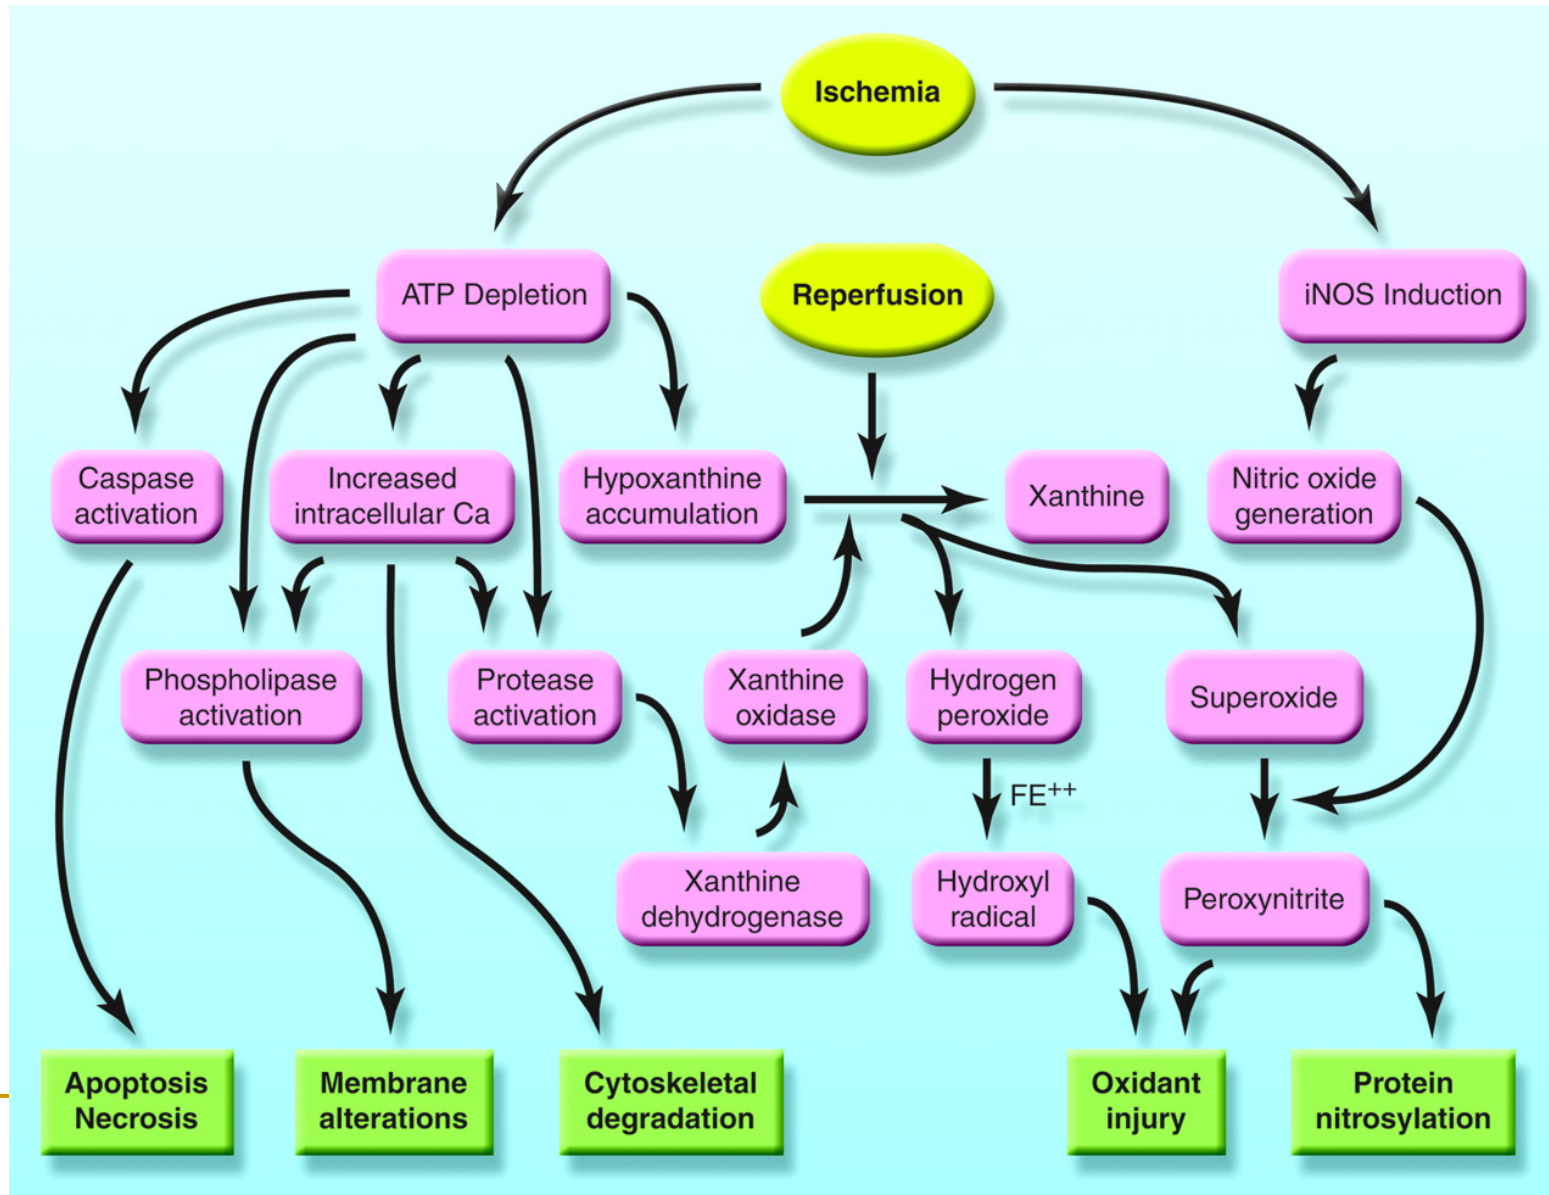 Ischemia
ATP Depletion
Reperfusion
iNOS Induction
Caspase
activation
Increased
intracellular Ca
Hypoxanthine
accumulation
Xanthine
Nitric oxide
generation
Phospholipase
activation
Protease
activation
Xanthine
oxidase
Hydrogen
peroxide
Superoxide
FE++
Xanthine
dehydrogenase
Hydroxyl
radical
Peroxynitrite
Apoptosis
Necrosis
Membrane
alterations
Cytoskeletal
degradation
Oxidant
injury
Protein
nitrosylation